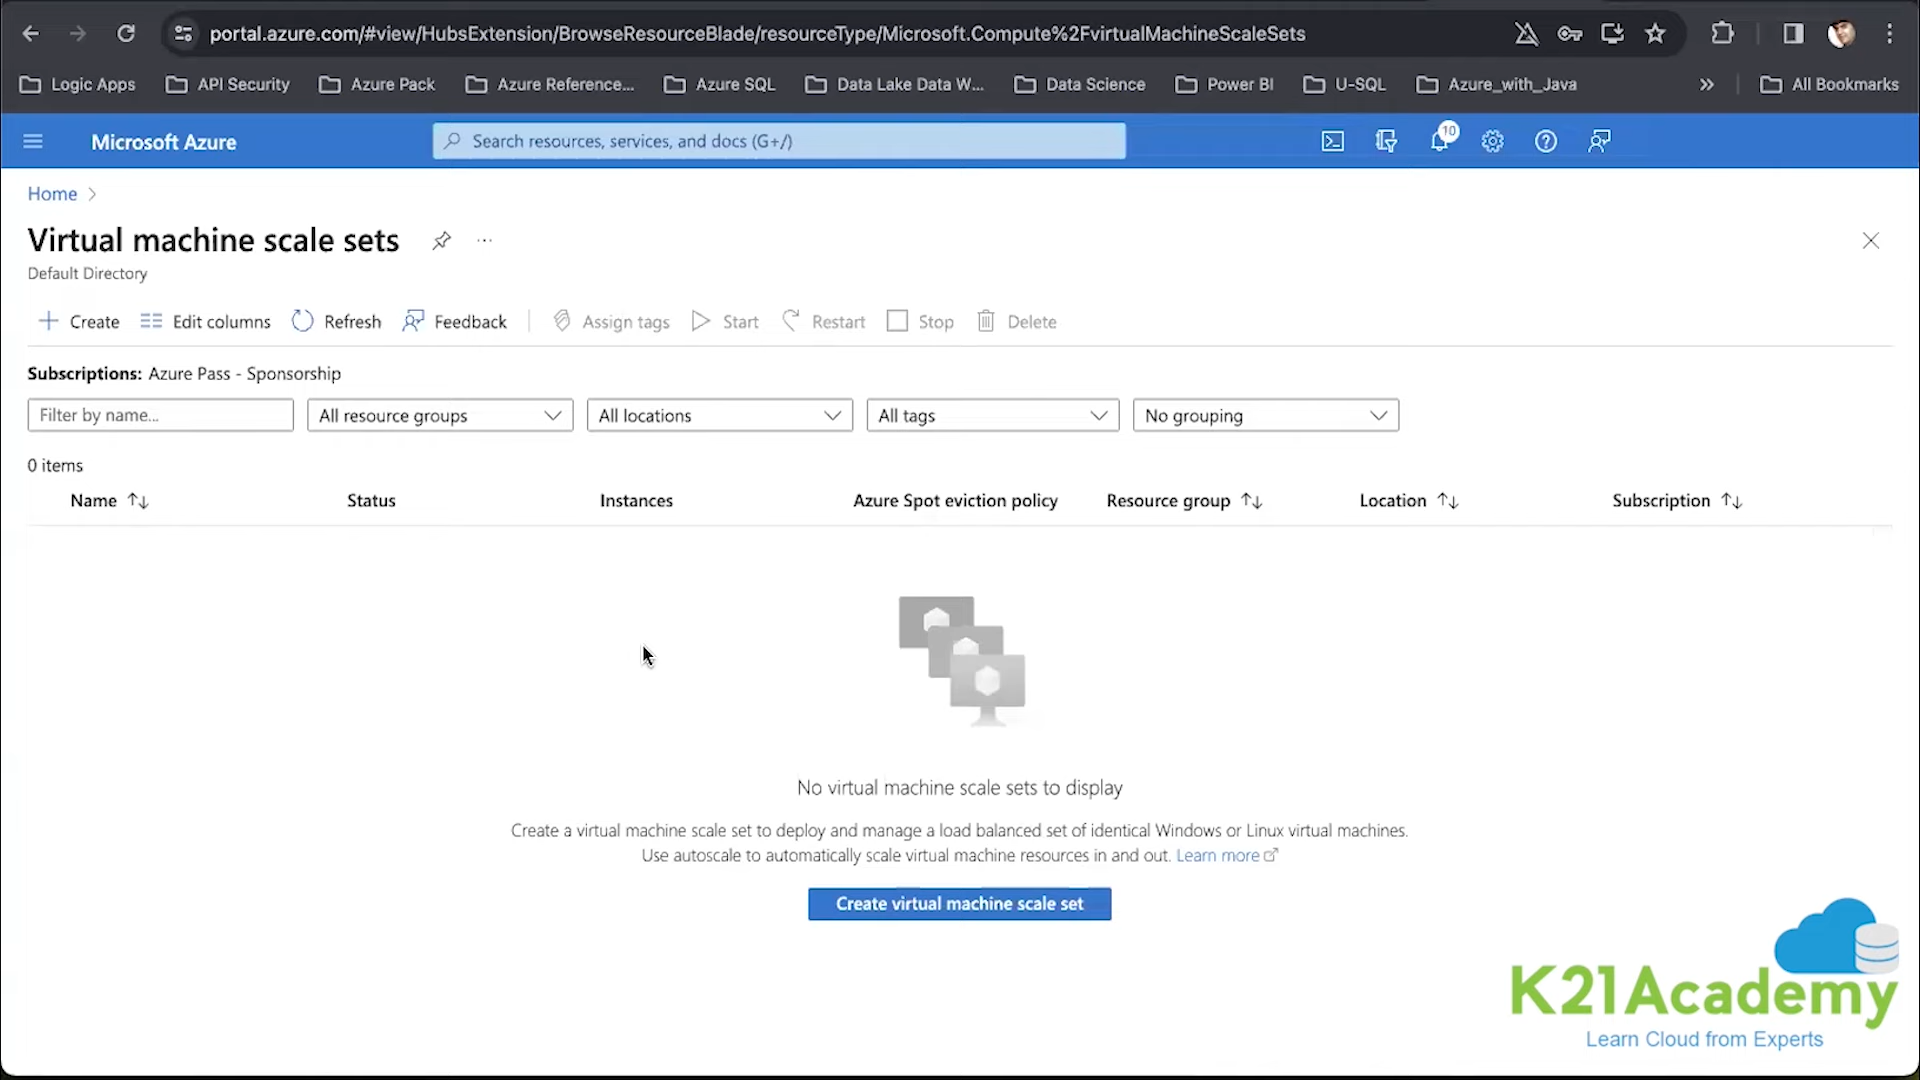 portal.azure.com/#view/HubsExtension/BrowseResourceBlade/resourceType/Microsoft.Compute%2FvirtualMachineScaleSets
Logic Apps API Security Azure Pack Azure Reference... Azure SQL Data Lake Data W... Data Science Power BI U-SQL Azure_with_Java » All Bookmarks
Microsoft Azure Search resources, services, and docs (G+/) 10
Home >
Virtual machine scale sets ...
Default Directory
+ Create Edit columns Refresh Feedback Assign tags Start Restart Stop Delete
Subscriptions: Azure Pass - Sponsorship
Filter by name... All resource groups All locations All tags No grouping
0 items
Name Status Instances Azure Spot eviction policy Resource group Location Subscription
No virtual machine scale sets to display
Create a virtual machine scale set to deploy and manage a load balanced set of identical Windows or Linux virtual machines.
Use autoscale to automatically scale virtual machine resources in and out. Learn more
Create virtual machine scale set
K21Academy
Learn Cloud from Experts